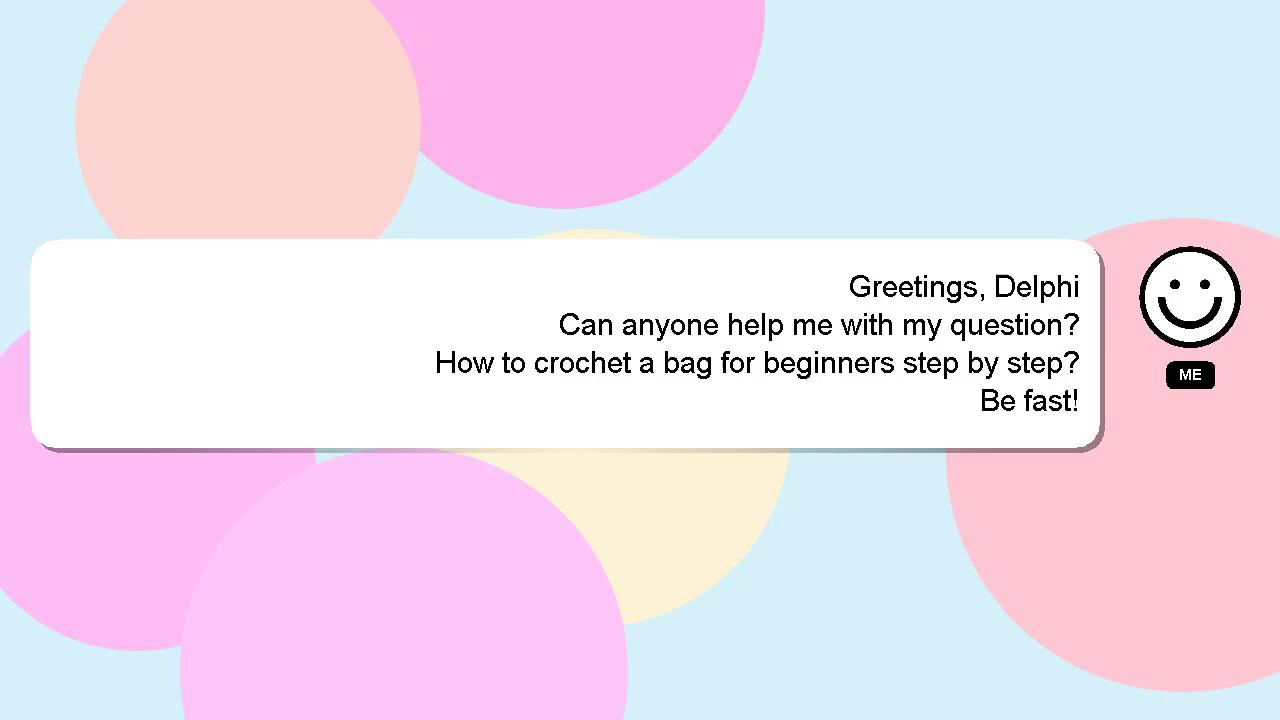 Greetings, Delphi
Can anyone help me with my question?
How to crochet a bag for beginners step by step?
Be fast!
ME